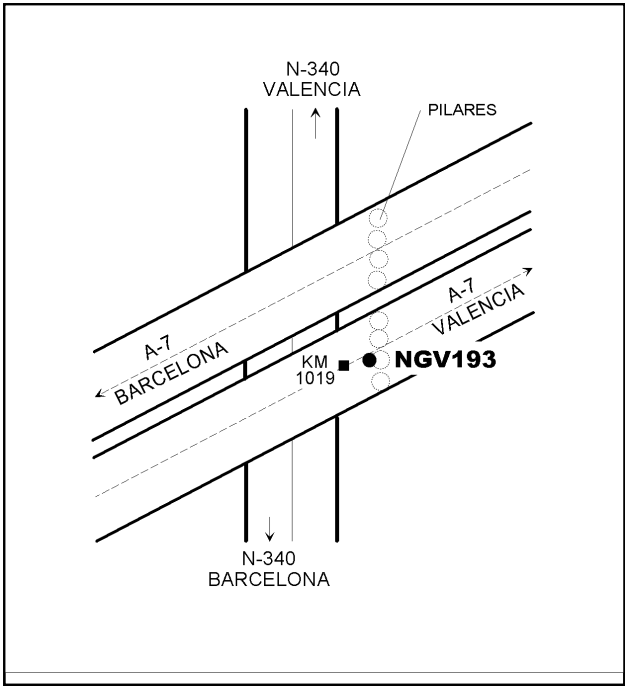 N-340
VALENCIA
PILARES
A-7
VALENCIA
A-7
BARCELONA
KM
1019
NGV193
N-340
BARCELONA